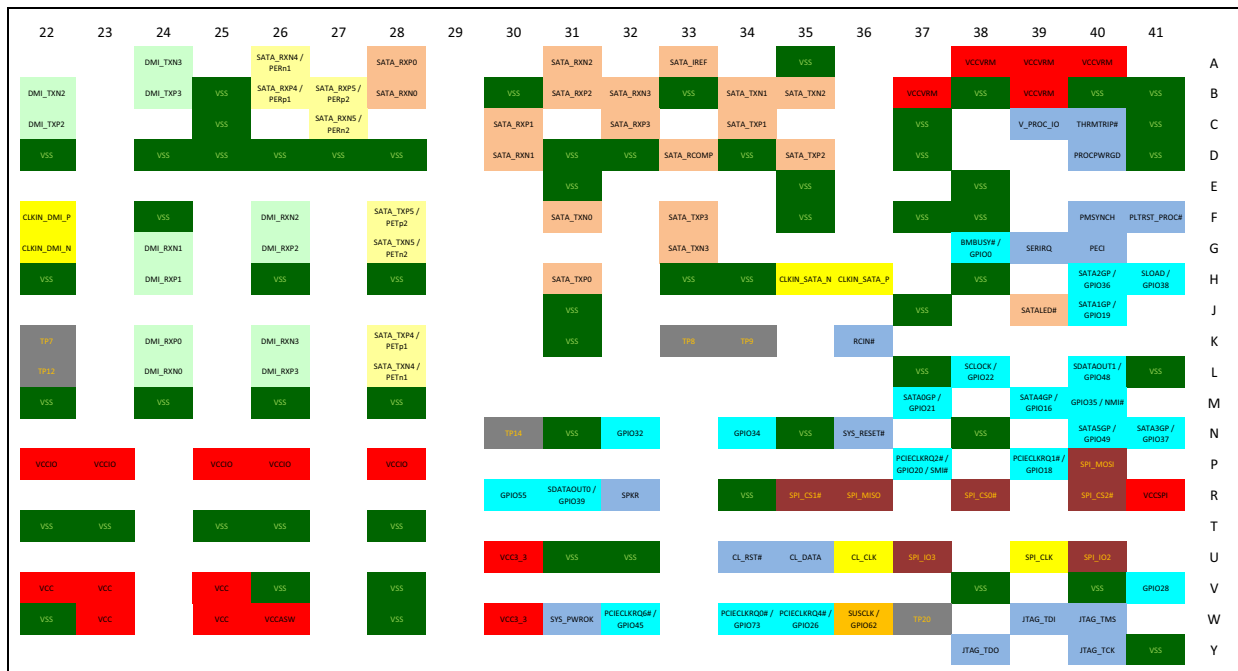 22 23 24 25 26 27 28 29 30 31 32 33 34 35 36 37 38 39 40 41
DMI_TXN3 SATA_RXN4 / SATA_RXP0 SATA_RXN2 SATA_IREF VSS VCCVRM VCCVRM VCCVRM A
PERn1
DMI_TXN2 DMI_TXP3 VSS SATA_RXP4 / SATA_RXP5 / SATA_RXN0 VSS SATA_RXP2 SATA_RXN3 VSS SATA_TXN1 SATA_TXN2 VCCVRM VSS VCCVRM VSS VSS B
PERp1 PERp2
DMI_TXP2 VSS SATA_RXN5 / SATA_RXP1 SATA_RXP3 SATA_TXP1 VSS V_PROC_IO THRMTRIP# VSS C
PERn2
VSS VSS VSS VSS VSS VSS SATA_RXN1 VSS VSS SATA_RCOMP VSS SATA_TXP2 VSS PROCPWRGD VSS D
VSS VSS VSS E
CLKIN_DMI_P VSS DMI_RXN2 SATA_TXP5 / SATA_TXN0 SATA_TXP3 VSS VSS VSS PMSYNCH PLTRST_PROC# F
PETp2
CLKIN_DMI_N DMI_RXN1 DMI_RXP2 SATA_TXN5 / SATA_TXN3 BMBUSY# / SERIRQ PECI G
PETn2 GPIO0
VSS DMI_RXP1 VSS VSS SATA_TXP0 VSS VSS CLKIN_SATA_N CLKIN_SATA_P VSS SATA2GP / SLOAD / H
GPIO36 GPIO38
VSS VSS SATALED# SATA1GP / J
GPIO19
TP7 DMI_RXP0 DMI_RXN3 SATA_TXP4 / VSS TP8 TP9 RCIN# K
PETp1
TP12 DMI_RXN0 DMI_RXP3 SATA_TXN4 / VSS SCLOCK / SDATAOUT1 / VSS L
PETn1 GPIO22 GPIO48
VSS VSS VSS VSS SATA0GP / SATA4GP / GPIO35 / NMI# M
GPIO21 GPIO16
TP14 VSS GPIO32 GPIO34 VSS SYS_RESET# VSS SATA5GP / SATA3GP / N
GPIO49 GPIO37
VCCIO VCCIO VCCIO VCCIO VCCIO PCIECLKRQ2# / PCIECLKRQ1# / SPI_MOSI P
GPIO20 / SMI# GPIO18
GPIO55 SDATAOUT0 / SPKR VSS SPI_CS1# SPI_MISO SPI_CS0# SPI_CS2# VCCSPI R
GPIO39
VSS VSS VSS VSS VSS T
VCC3_3 VSS VSS CL_RST# CL_DATA CL_CLK SPI_IO3 SPI_CLK SPI_IO2 U
VCC VCC VCC VSS VSS VSS VSS GPIO28 V
VSS VCC VCC VCCASW VSS VCC3_3 SYS_PWROK PCIECLKRQ6# / PCIECLKRQ0# / PCIECLKRQ4# / SUSCLK / TP20 JTAG_TDI JTAG_TMS W
GPIO45 GPIO73 GPIO26 GPIO62
JTAG_TDO JTAG_TCK VSS Y